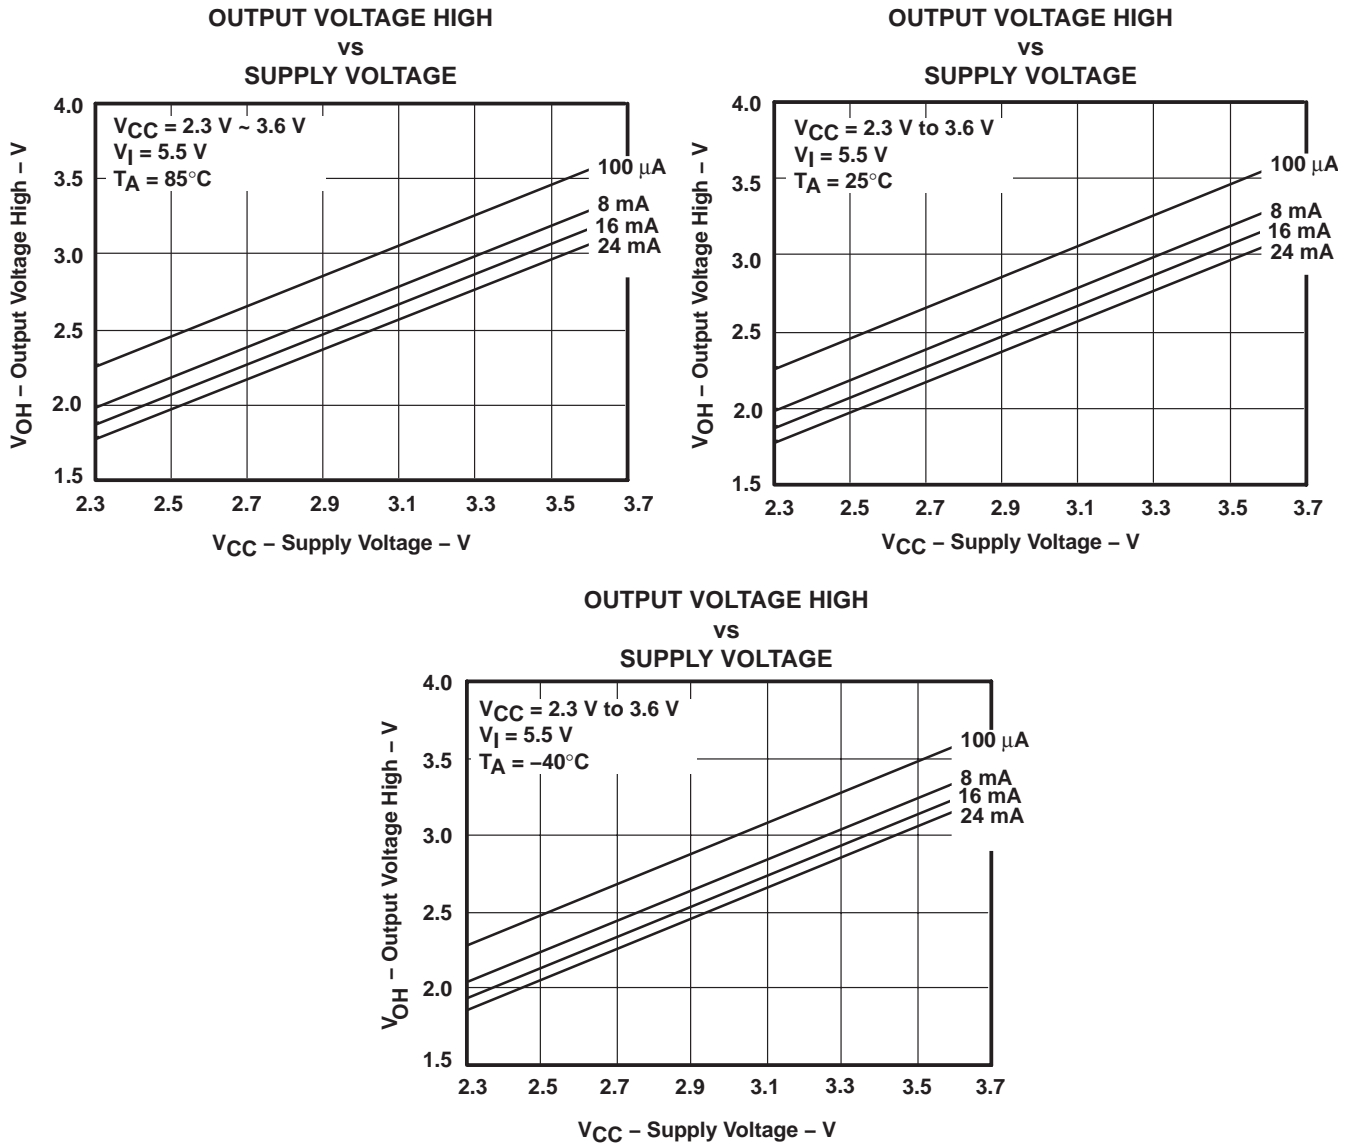 OUTPUT VOLTAGE HIGH
vs
SUPPLY VOLTAGE
VCC = 2.3 V ~ 3.6 V
VI = 5.5 V
TA = 85°C
4.0
3.5
3.0
2.5
2.0
1.5
VOH – Output Voltage High – V
100 μA
8 mA
16 mA
24 mA
2.3 2.5 2.7 2.9 3.1 3.3 3.5 3.7
VCC – Supply Voltage – V
OUTPUT VOLTAGE HIGH
vs
SUPPLY VOLTAGE
VCC = 2.3 V to 3.6 V
VI = 5.5 V
TA = 25°C
4.0
3.5
3.0
2.5
2.0
1.5
VOH – Output Voltage High – V
100 μA
8 mA
16 mA
24 mA
2.3 2.5 2.7 2.9 3.1 3.3 3.5 3.7
VCC – Supply Voltage – V
OUTPUT VOLTAGE HIGH
vs
SUPPLY VOLTAGE
VCC = 2.3 V to 3.6 V
VI = 5.5 V
TA = –40°C
4.0
3.5
3.0
2.5
2.0
1.5
VOH – Output Voltage High – V
100 μA
8 mA
16 mA
24 mA
2.3 2.5 2.7 2.9 3.1 3.3 3.5 3.7
VCC – Supply Voltage – V